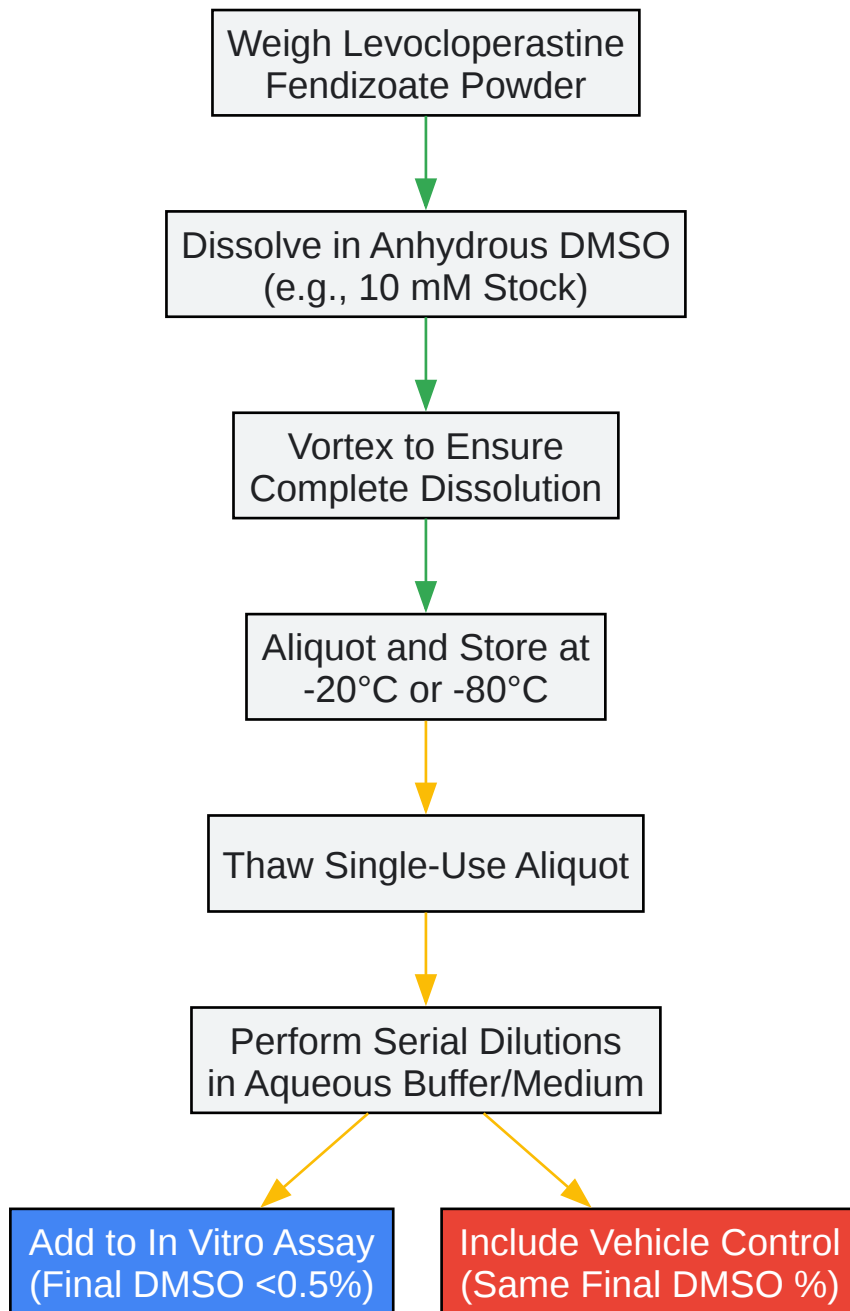 Weigh Levocloperastine
Fendizoate Powder
Dissolve in Anhydrous DMSO
(e.g., 10 mM Stock)
Vortex to Ensure
Complete Dissolution
Aliquot and Store at
-20°C or -80°C
Thaw Single-Use Aliquot
Perform Serial Dilutions
in Aqueous Buffer/Medium
Add to In Vitro Assay
(Final DMSO <0.5%)
Include Vehicle Control
(Same Final DMSO %)